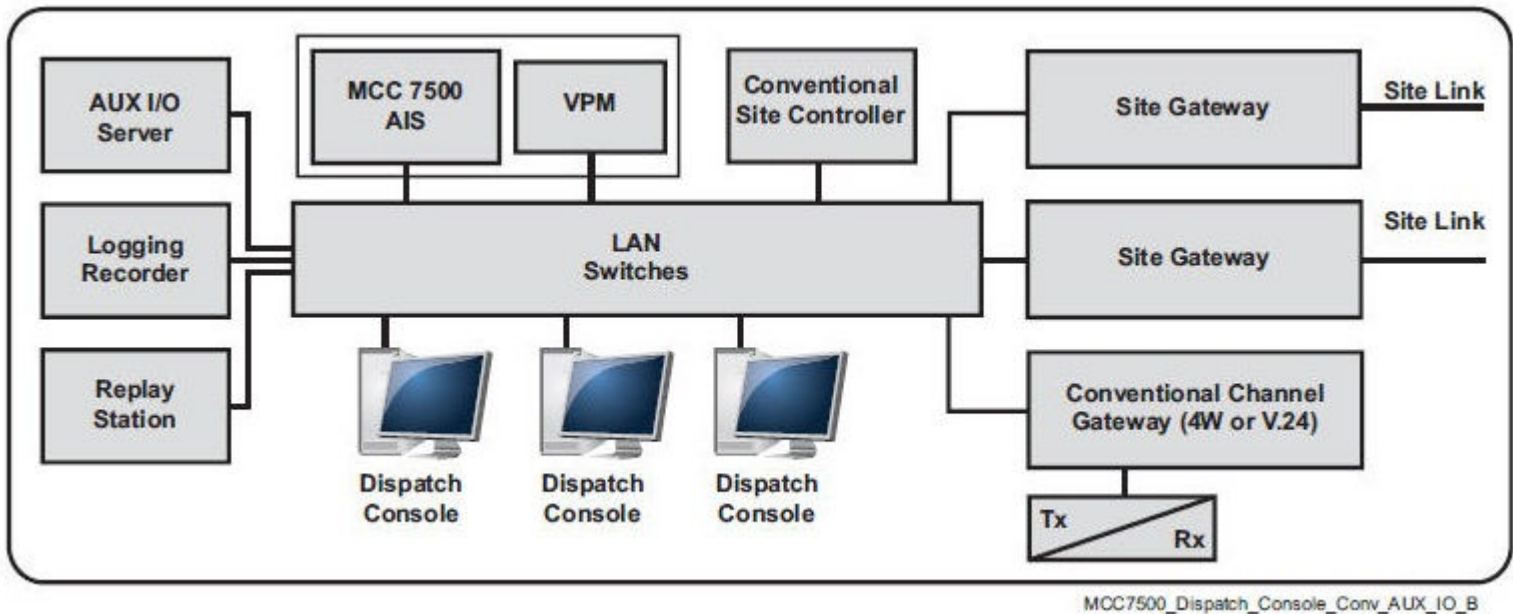 AUX I/O
Server
MCC 7500
AIS
VPM
Conventional
Site Controller
Site Gateway
Site Link
Logging
Recorder
LAN
Switches
Site Gateway
Site Link
Replay
Station
Dispatch
Console
Dispatch
Console
Dispatch
Console
Conventional Channel
Gateway (4W or V.24)
Tx
Rx
MCC7500_Dispatch_Console_Conv_AUX_IO_B